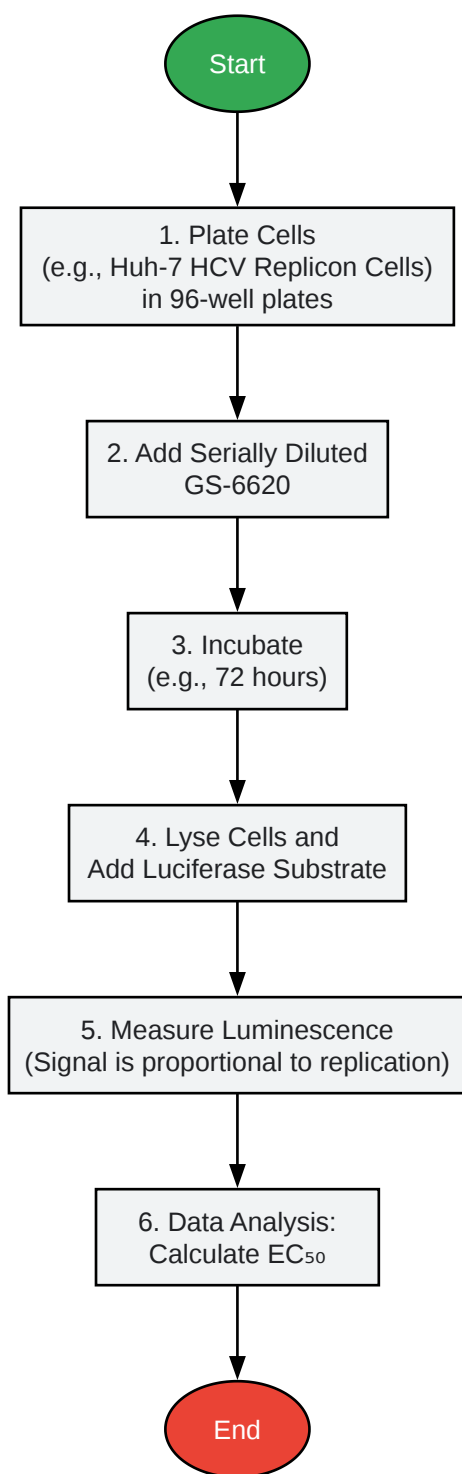 Start
1. Plate Cells
(e.g., Huh-7 HCV Replicon Cells)
in 96-well plates
2. Add Serially Diluted
GS-6620
3. Incubate
(e.g., 72 hours)
4. Lyse Cells and
Add Luciferase Substrate
5. Measure Luminescence
(Signal is proportional to replication)
6. Data Analysis:
Calculate EC₅₀
End